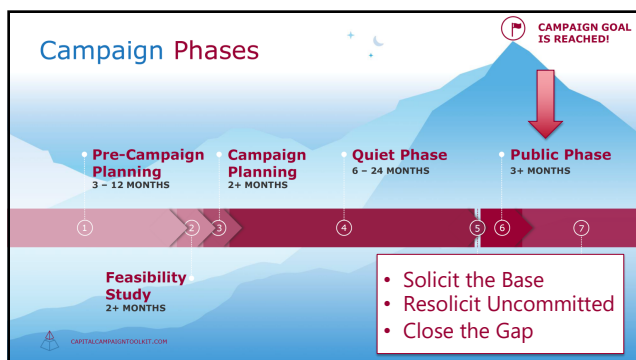 Campaign Phases
CAMPAIGN GOAL
IS REACHED!
Pre-Campaign
Planning
3 – 12 MONTHS
Campaign
Planning
2+ MONTHS
Quiet Phase
6 – 24 MONTHS
Public Phase
3+ MONTHS
1
2
3
4
5
6
7
Feasibility
Study
2+ MONTHS
• Solicit the Base
• Resolicit Uncommitted
• Close the Gap
CAPITALCAMPAIGNTOOLKIT.COM